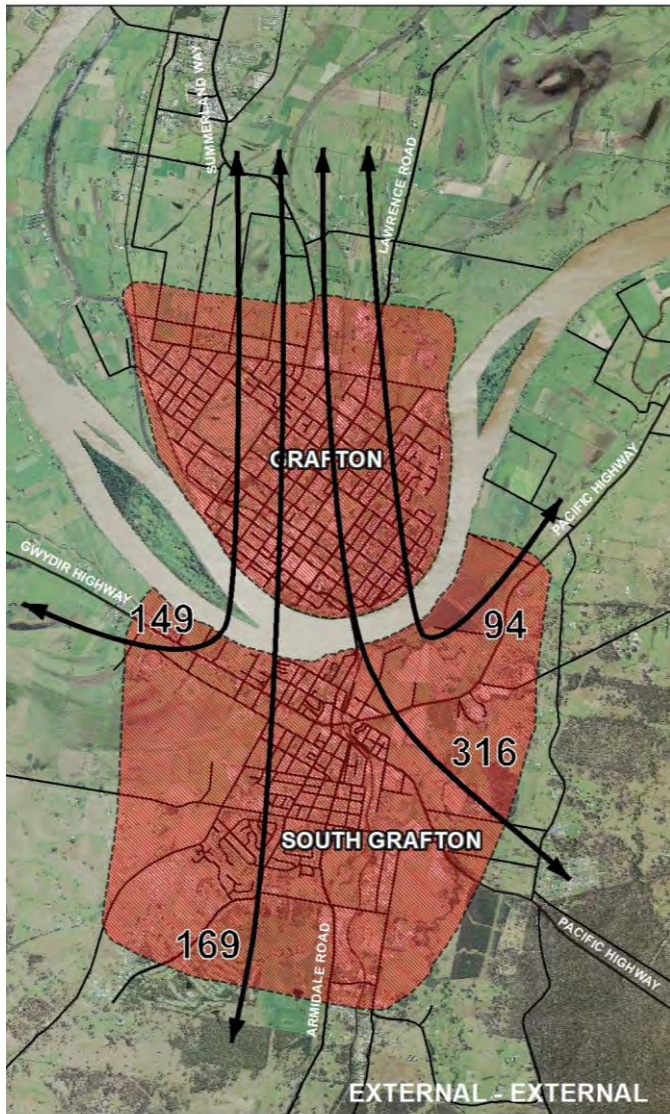 SUMMERLAND WAY
LAWRENCE ROAD
GRAFTON
PACIFIC HIGHWAY
GWYDIR HIGHWAY
149
94
316
SOUTH GRAFTON
169
ARMIDALE ROAD
PACIFIC HIGHWAY
EXTERNAL - EXTERNAL